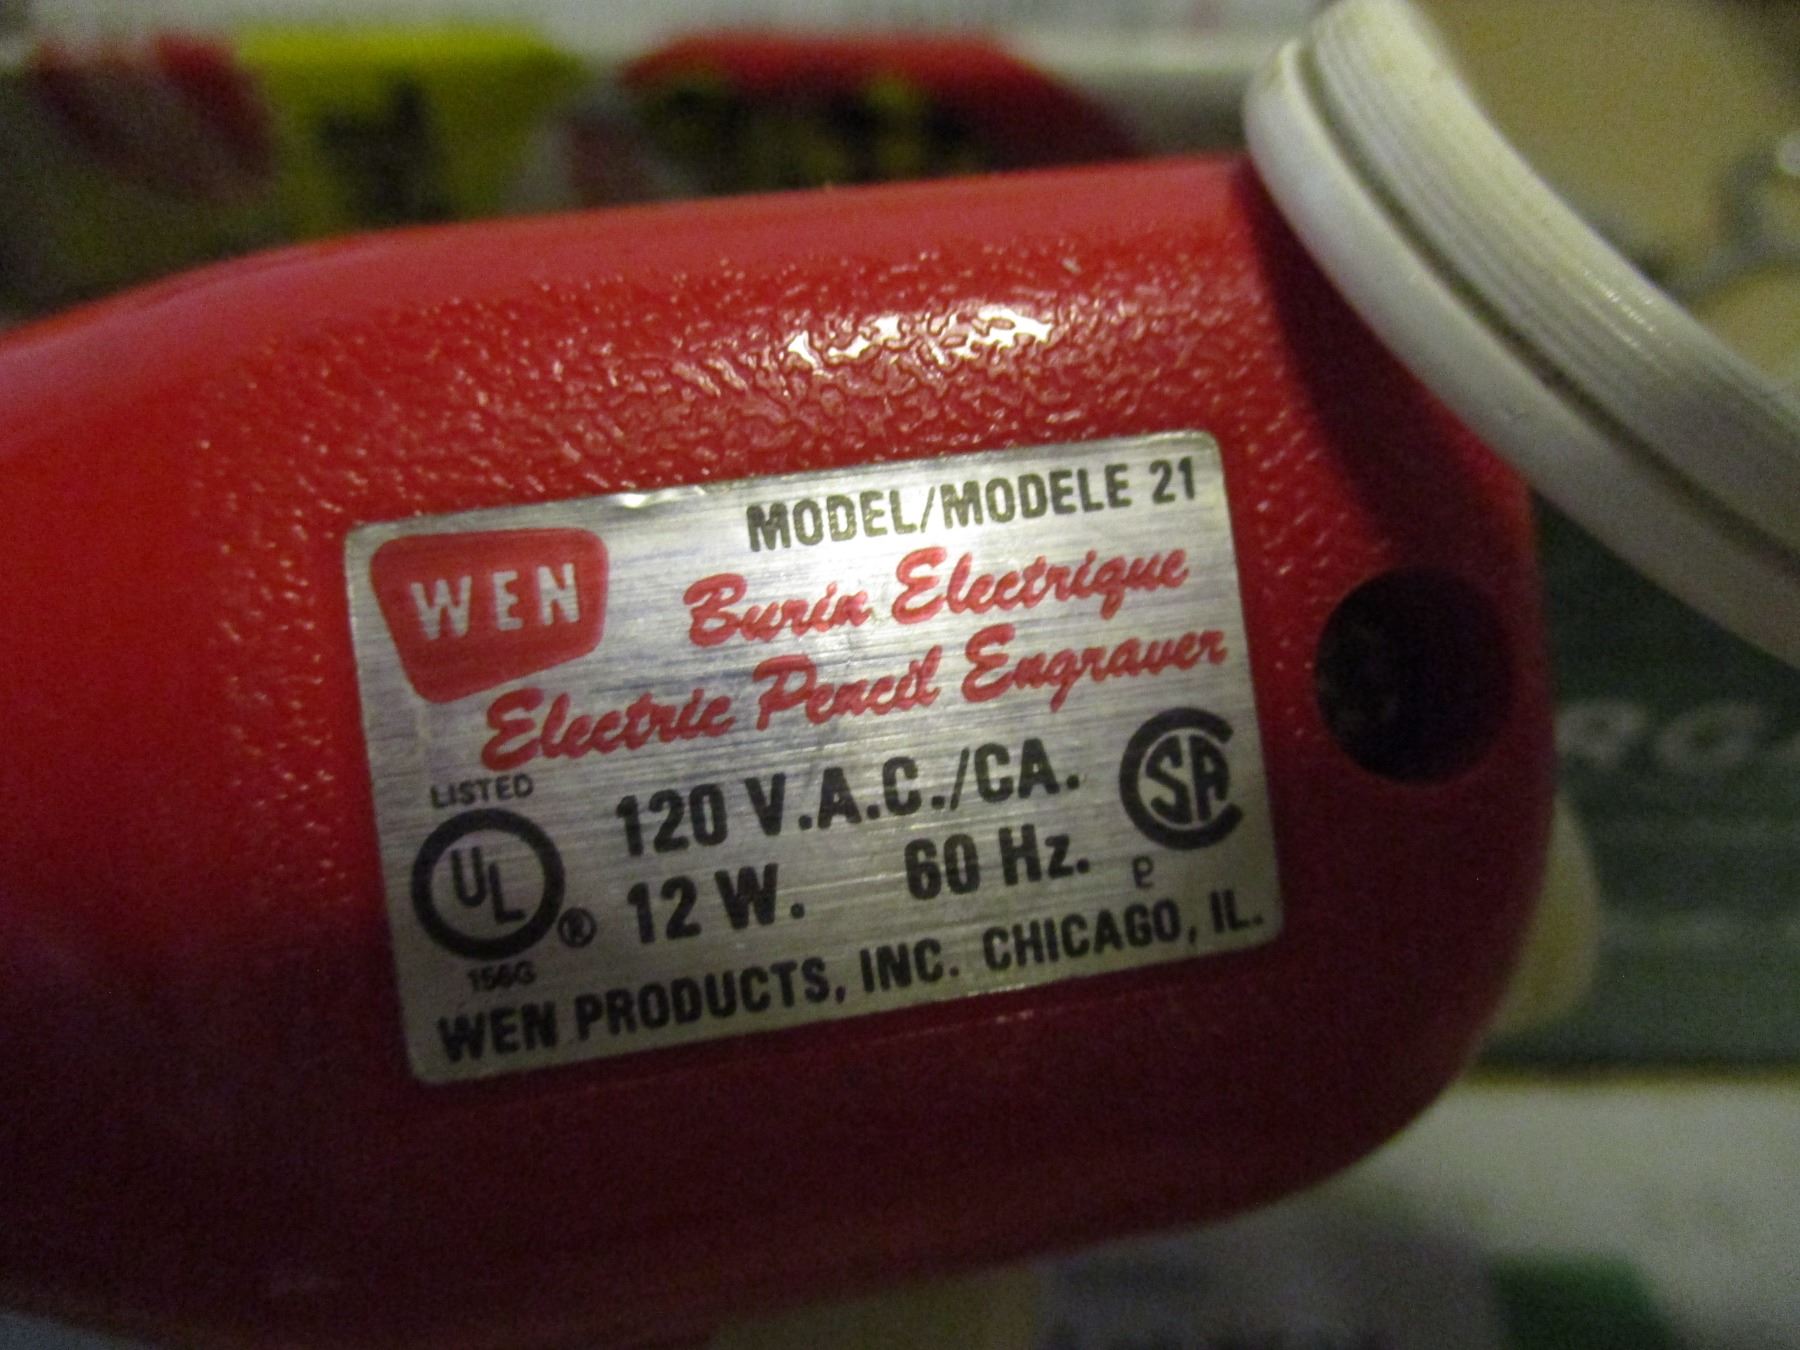 MODEL/MODELE 21
WEN
Burin Electrique
Electric Pencil Engraver
LISTED
UL ®
156G
120 V.A.C./CA.
12 W. 60 Hz.
SA
e
WEN PRODUCTS, INC. CHICAGO, IL.